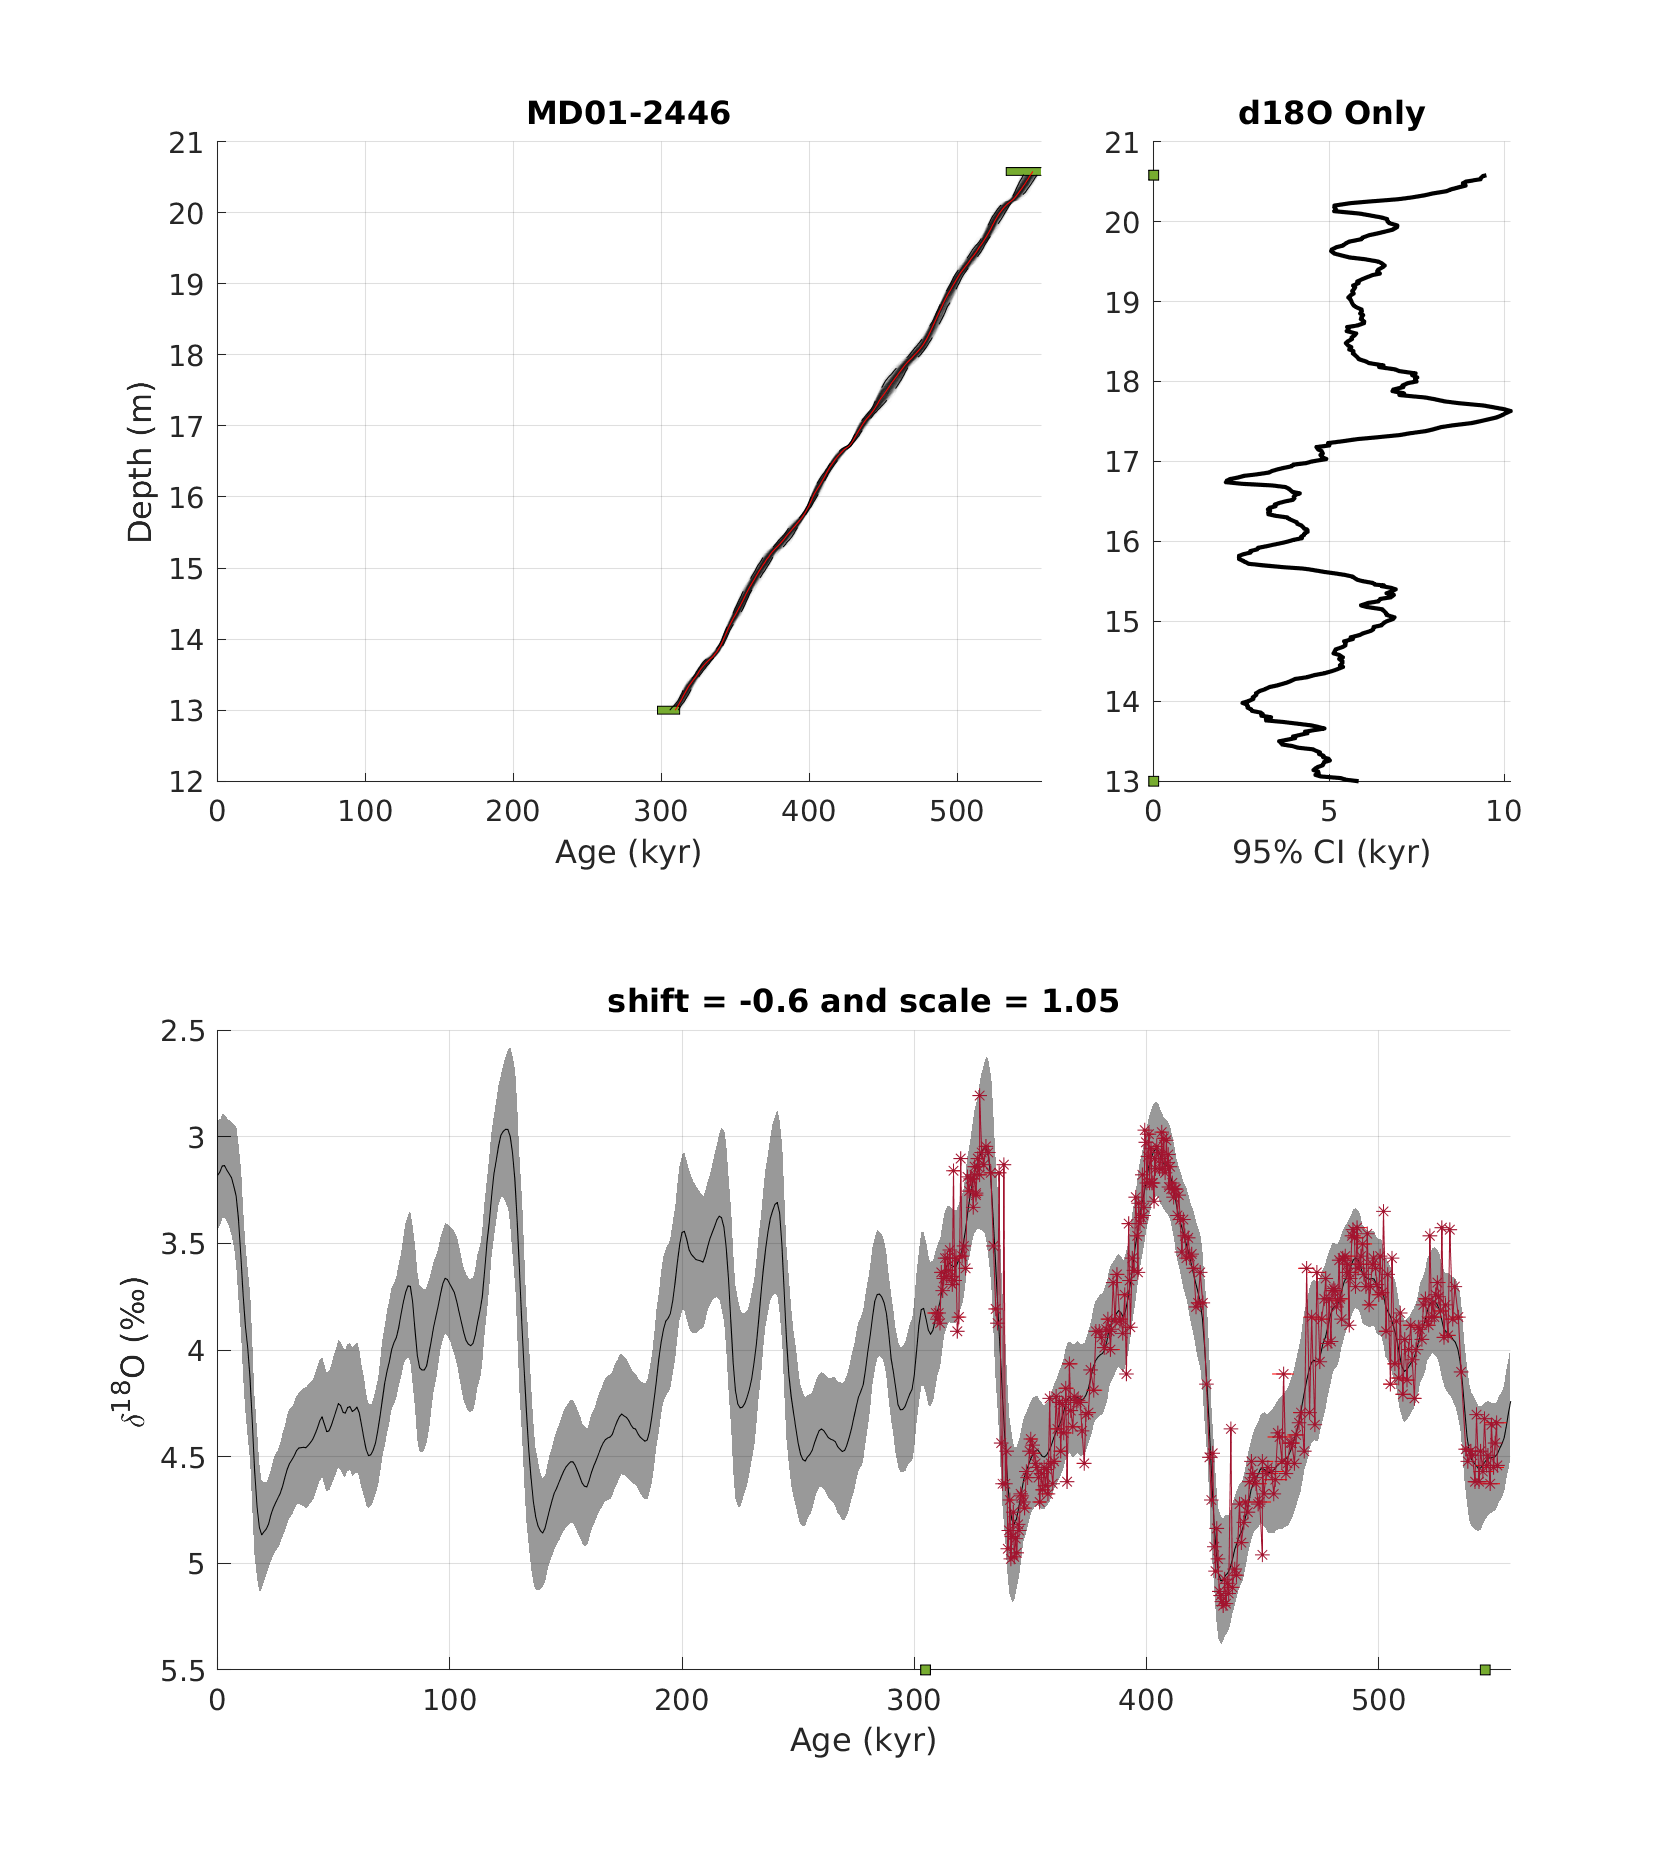 MD01-2446
21
20
19
18
17
16
15
14
13
12
Depth (m)
0 100 200 300 400 500
Age (kyr)
d18O Only
21
20
19
18
17
16
15
14
13
0 5 10
95% CI (kyr)
shift = -0.6 and scale = 1.05
2.5
3
3.5
4
4.5
5
5.5
δ18O (‰)
0 100 200 300 400 500
Age (kyr)